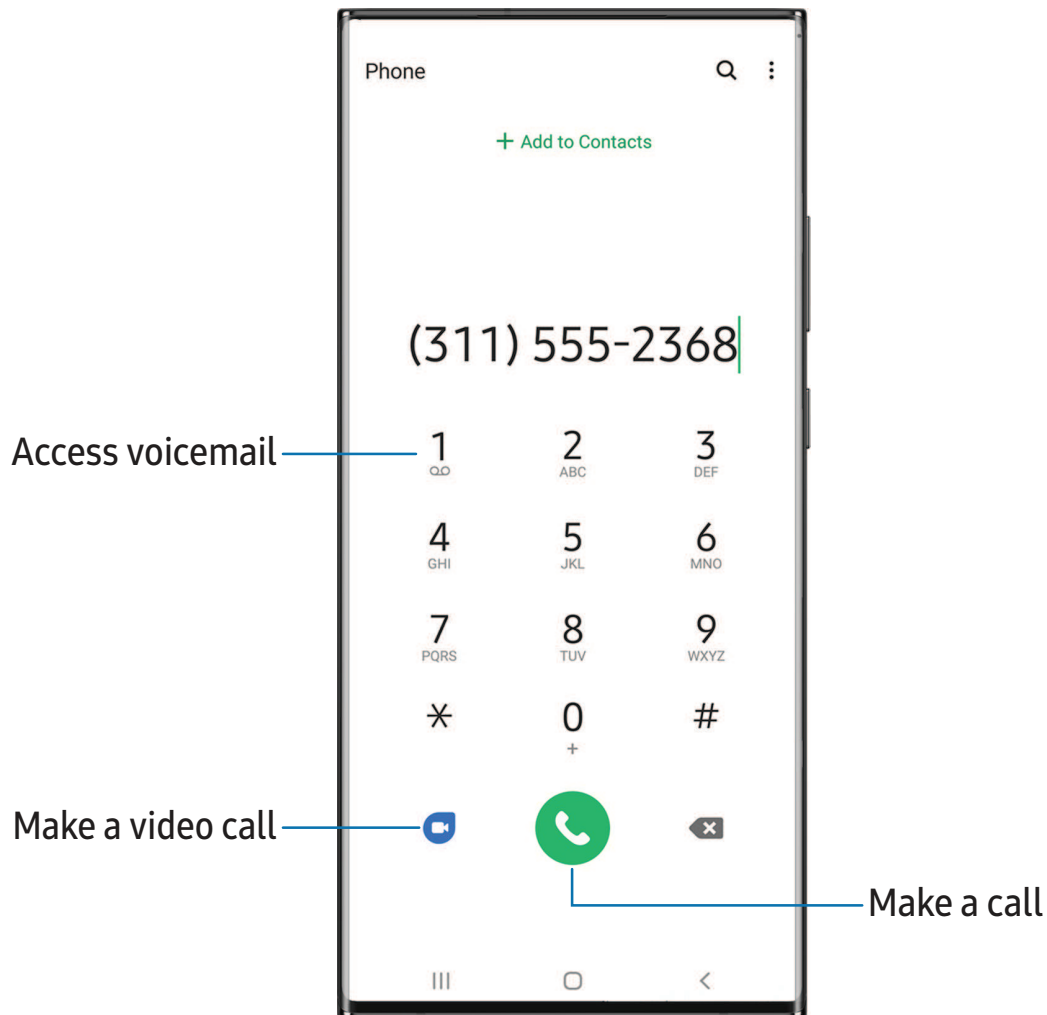 Phone
+ Add to Contacts
(311) 555-2368
Access voicemail
1 2 3
ABC DEF
4 5 6
GHI JKL MNO
7 8 9
PQRS TUV WXYZ
* 0 #
+
Make a video call
Make a call